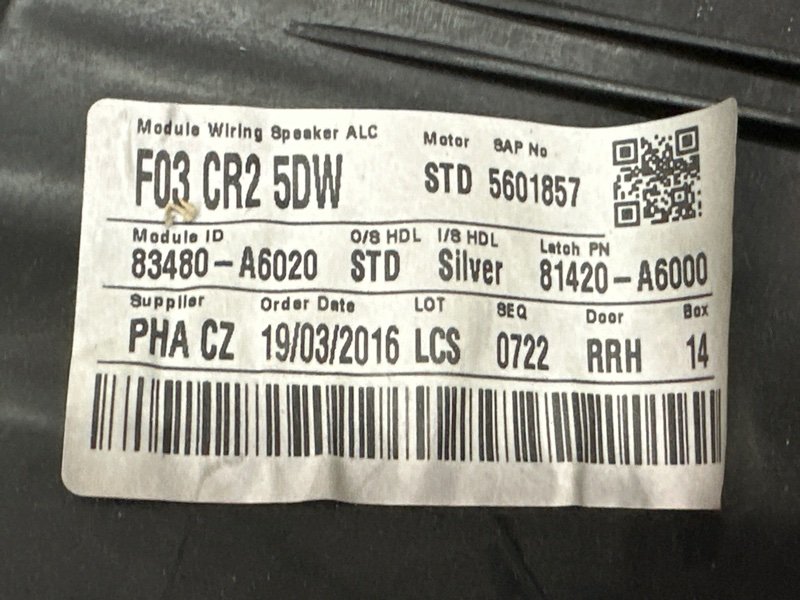 Module Wiring Speaker ALC Motor SAP No
F03 CR2 5DW STD 5601857
Module ID O/S HDL I/S HDL Latch PN
83480-A6020 STD Silver 81420-A6000
Supplier Order Date LOT SEQ Door Box
PHA CZ 19/03/2016 LCS 0722 RRH 14